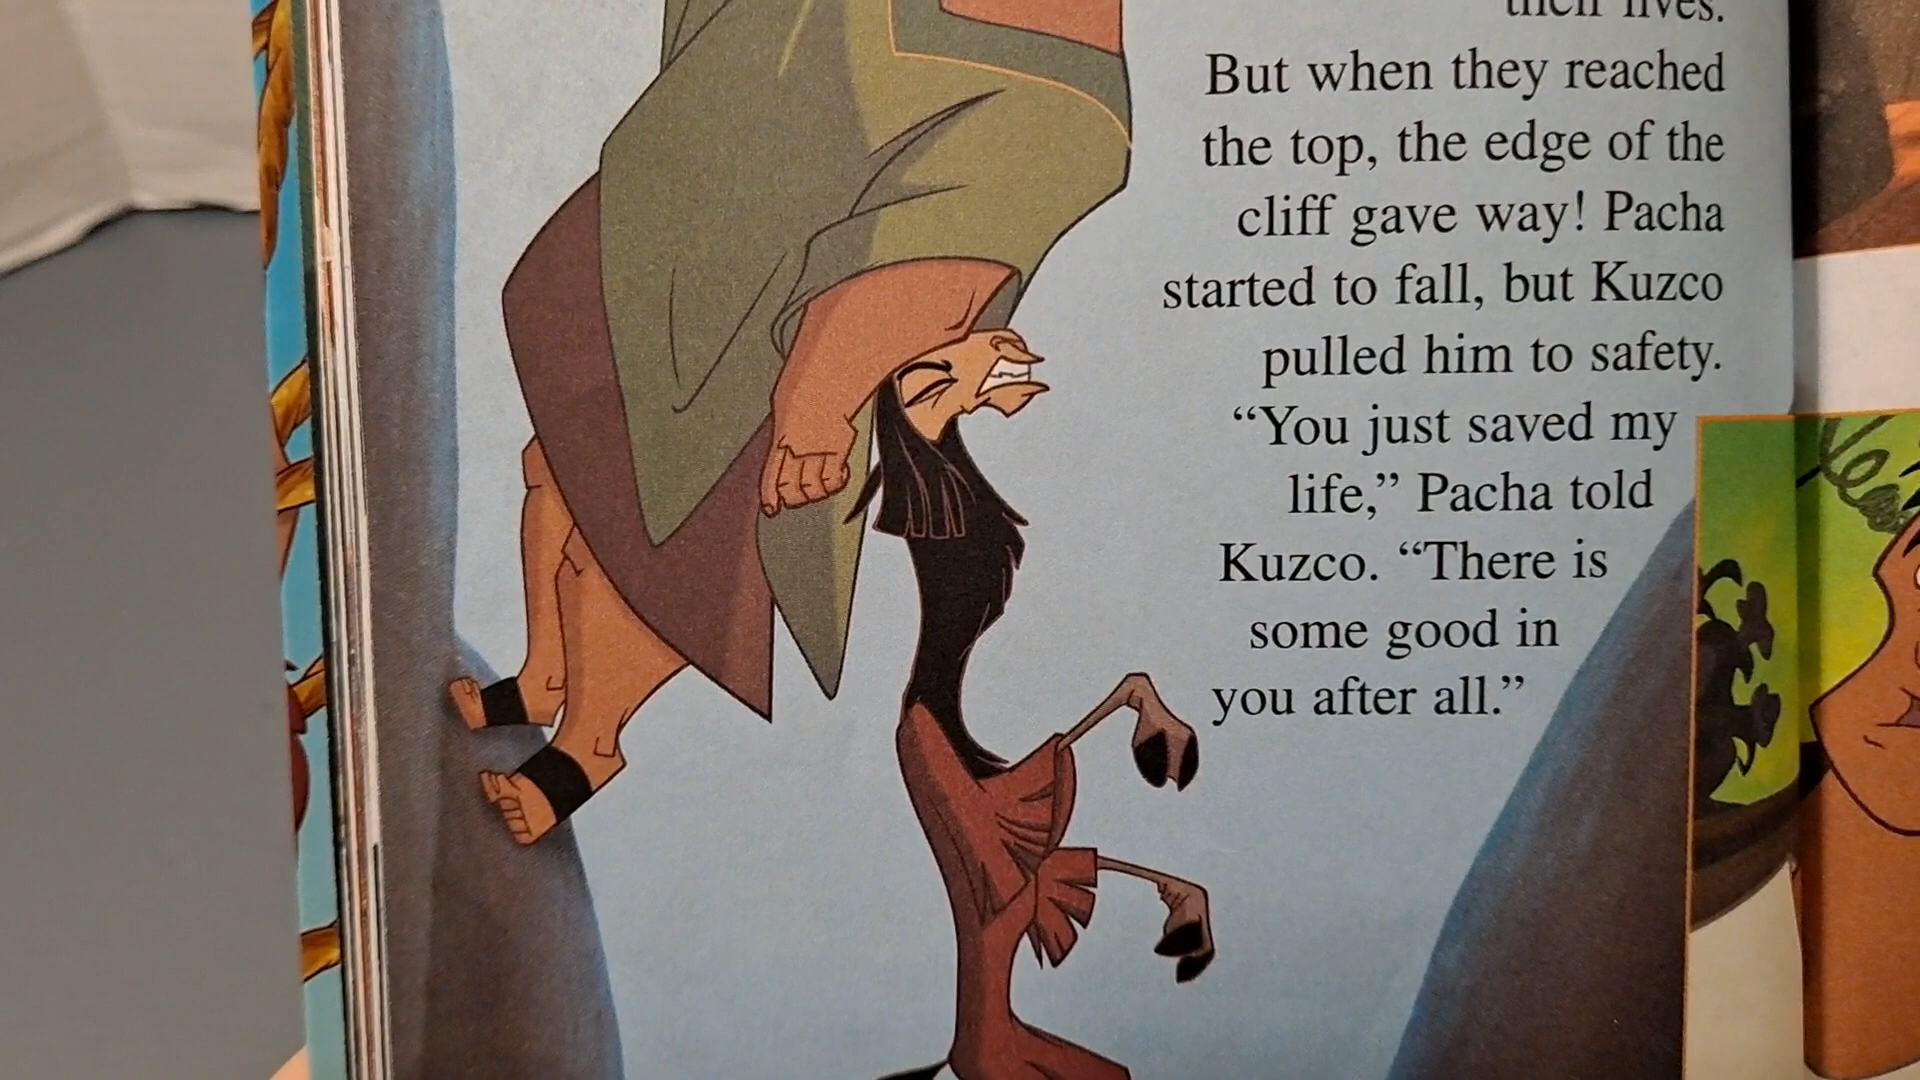 their lives.
But when they reached
the top, the edge of the
cliff gave way! Pacha
started to fall, but Kuzco
pulled him to safety.
“You just saved my
life,” Pacha told
Kuzco. “There is
some good in
you after all.”